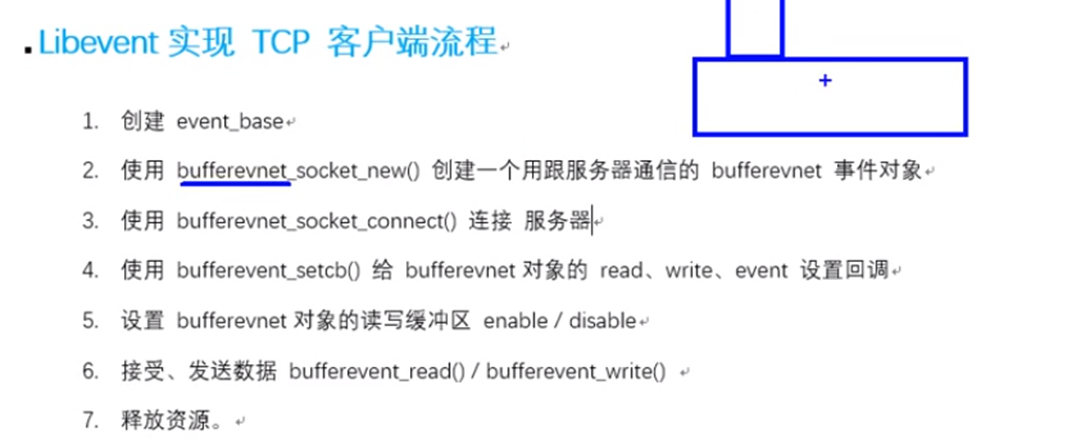 Libevent 实现 TCP 客户端流程
1. 创建 event_base
2. 使用 bufferevnet_socket_new() 创建一个用跟服务器通信的 bufferevnet 事件对象
3. 使用 bufferevnet_socket_connect() 连接 服务器
4. 使用 bufferevent_setcb() 给 bufferevnet 对象的 read、write、event 设置回调
5. 设置 bufferevnet 对象的读写缓冲区 enable / disable
6. 接受、发送数据 bufferevent_read() / bufferevent_write()
7. 释放资源。